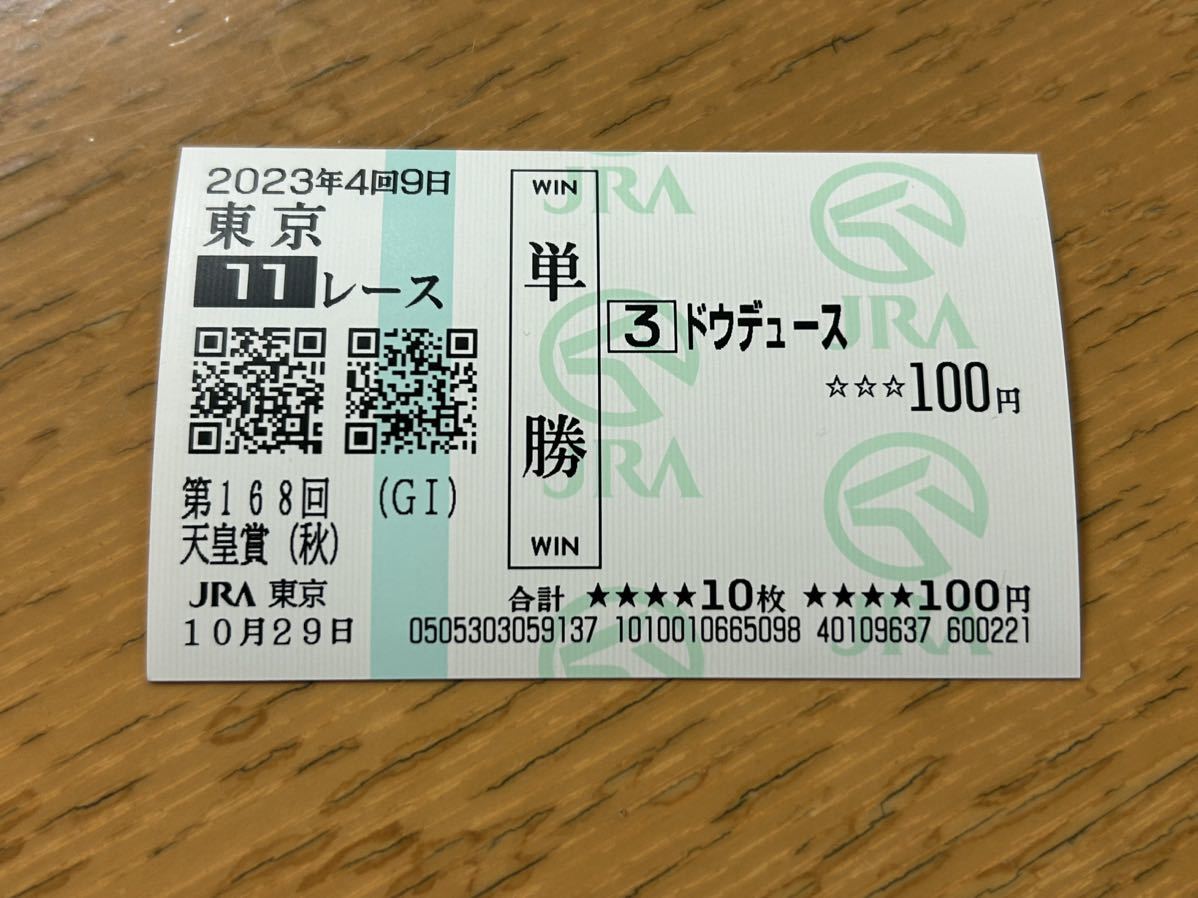 2023年4回9日
東京
11レース
第168回 (GI)
天皇賞(秋)
JRA 東京
10月29日
WIN
単勝
WIN
3 ドウデュース
☆☆☆100円
合計 ★★★★10枚 ★★★★100円
0505303059137 1010010665098 40109637 600221
JRA
JRA
JRA
JRA